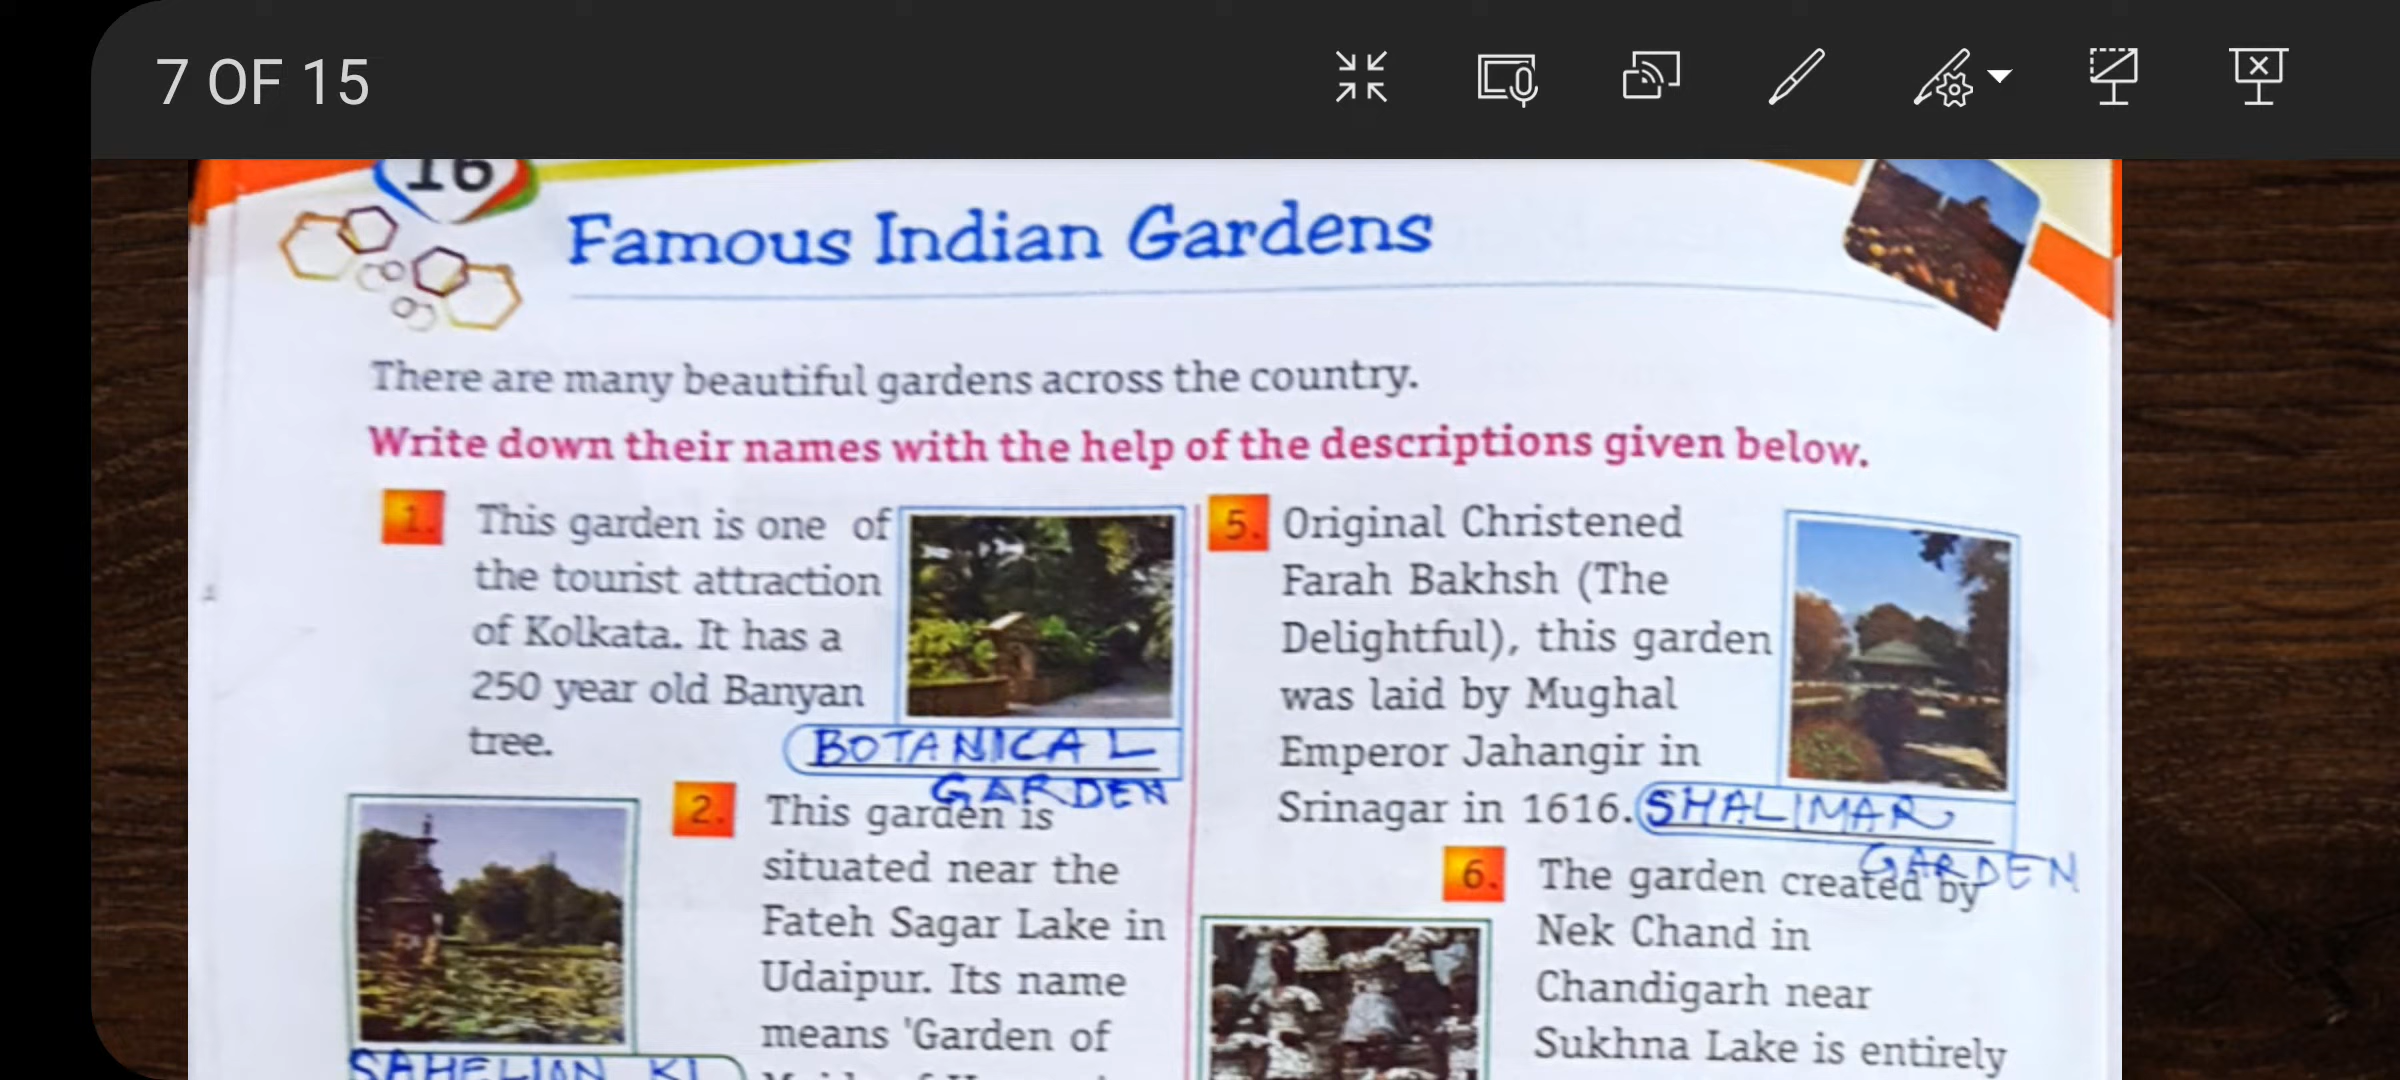 7 OF 15
16
Famous Indian Gardens
There are many beautiful gardens across the country.
Write down their names with the help of the descriptions given below.
1. This garden is one of
the tourist attraction
of Kolkata. It has a
250 year old Banyan
tree.
BOTANICAL
GARDEN
2. This garden is
situated near the
Fateh Sagar Lake in
Udaipur. Its name
means 'Garden of
SAHELIAN KI
5. Original Christened
Farah Bakhsh (The
Delightful), this garden
was laid by Mughal
Emperor Jahangir in
Srinagar in 1616.
SHALIMAR
GARDEN
6. The garden created by
Nek Chand in
Chandigarh near
Sukhna Lake is entirely